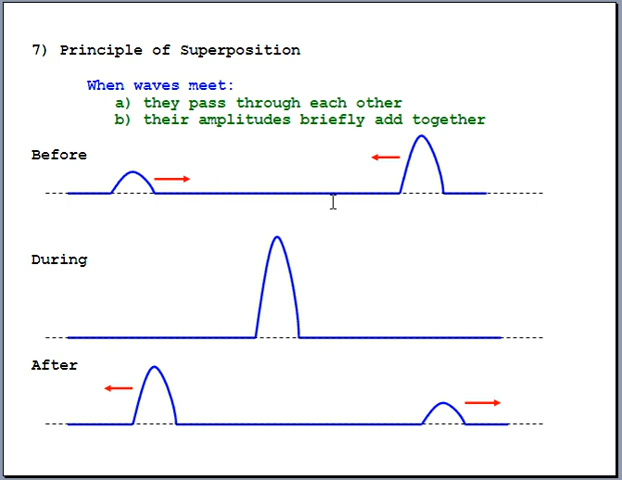 7) Principle of Superposition
When waves meet:
a) they pass through each other
b) their amplitudes briefly add together
Before
During
After